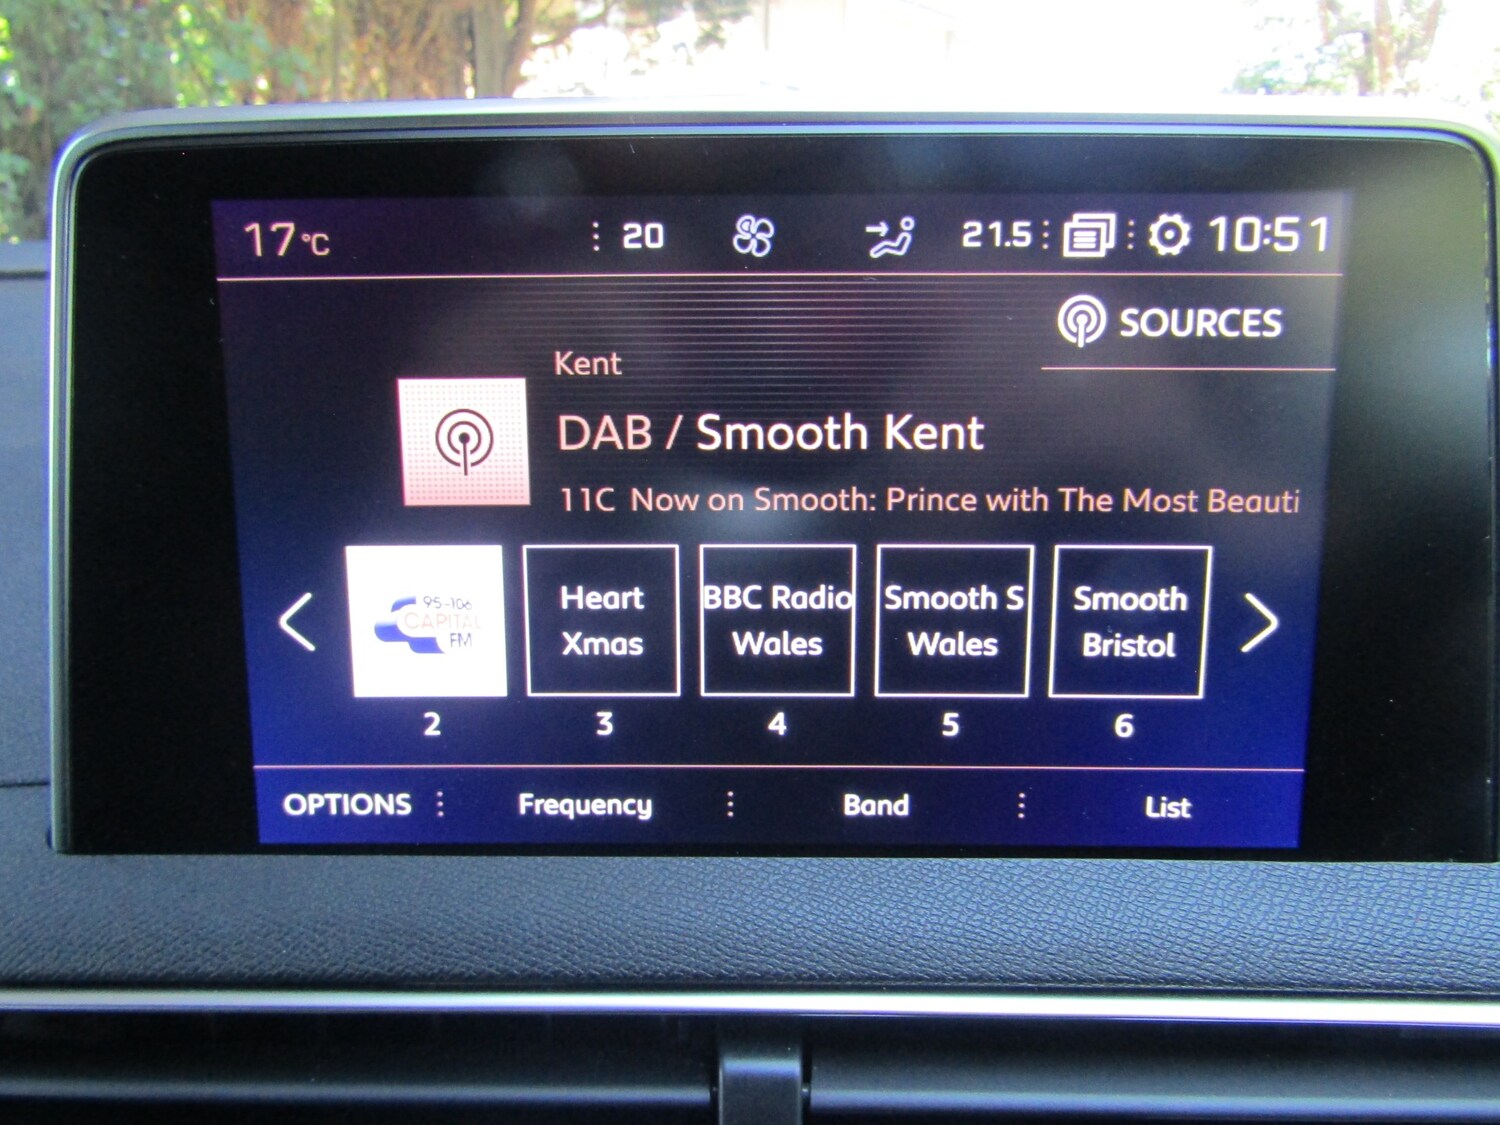 17°C
20
21.5
10:51
SOURCES
Kent
DAB / Smooth Kent
11C Now on Smooth: Prince with The Most Beauti
95-106
CAPITAL
FM
Heart
Xmas
BBC Radio
Wales
Smooth S
Wales
Smooth
Bristol
2
3
4
5
6
OPTIONS
Frequency
Band
List